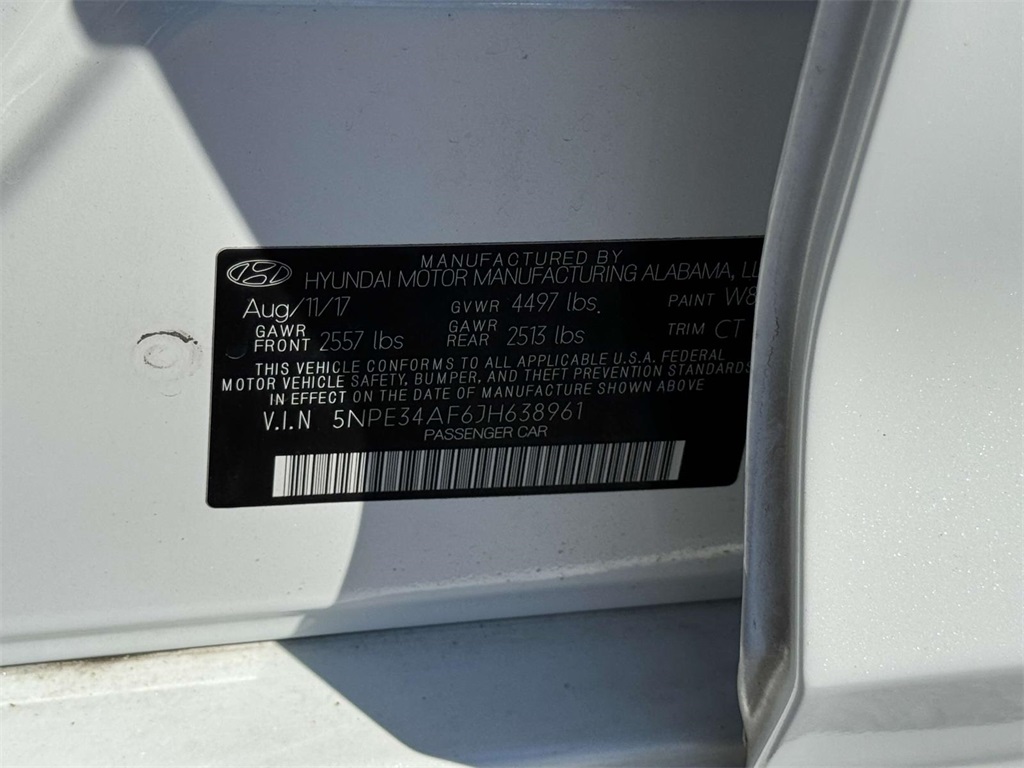 MANUFACTURED BY
HYUNDAI MOTOR MANUFACTURING ALABAMA,
Aug/11/17 GVWR 4497 lbs. PAINT W8
GAWR FRONT 2557 lbs GAWR REAR 2513 lbs TRIM CT
THIS VEHICLE CONFORMS TO ALL APPLICABLE U.S.A. FEDERAL
MOTOR VEHICLE SAFETY, BUMPER, AND THEFT PREVENTION STANDARDS
IN EFFECT ON THE DATE OF MANUFACTURE SHOWN ABOVE
V.I.N 5NPE34AF6JH638961
PASSENGER CAR